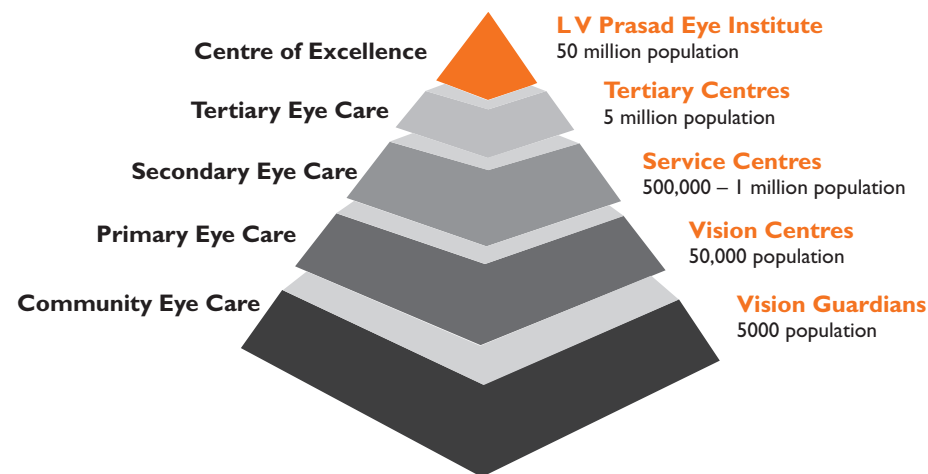 Centre of Excellence
L V Prasad Eye Institute
50 million population
Tertiary Eye Care
Tertiary Centres
5 million population
Secondary Eye Care
Service Centres
500,000 – 1 million population
Primary Eye Care
Vision Centres
50,000 population
Community Eye Care
Vision Guardians
5000 population